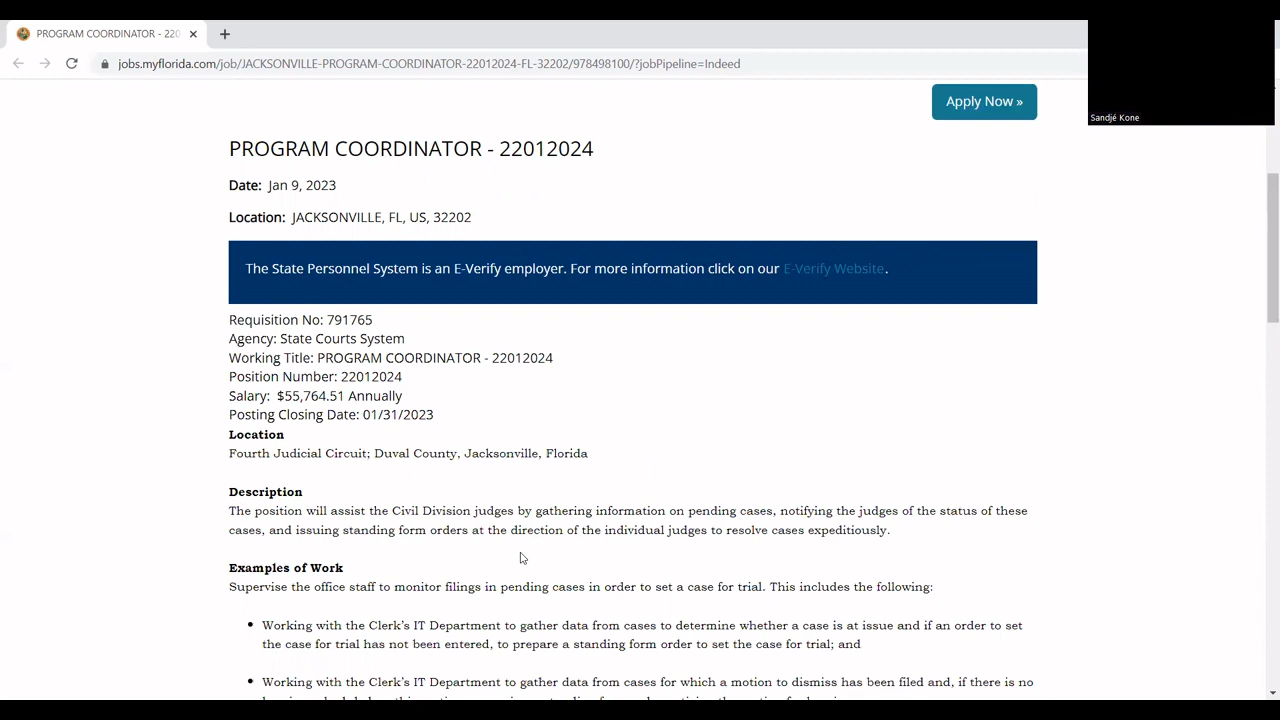 PROGRAM COORDINATOR - 220
jobs.myflorida.com/job/JACKSONVILLE-PROGRAM-COORDINATOR-22012024-FL-32202/978498100/?jobPipeline=Indeed
Sandjé Kone
Apply Now »
PROGRAM COORDINATOR - 22012024
Date: Jan 9, 2023
Location: JACKSONVILLE, FL, US, 32202
The State Personnel System is an E-Verify employer. For more information click on our E-Verify Website.
Requisition No: 791765
Agency: State Courts System
Working Title: PROGRAM COORDINATOR - 22012024
Position Number: 22012024
Salary: $55,764.51 Annually
Posting Closing Date: 01/31/2023
Location
Fourth Judicial Circuit; Duval County, Jacksonville, Florida
Description
The position will assist the Civil Division judges by gathering information on pending cases, notifying the judges of the status of these
cases, and issuing standing form orders at the direction of the individual judges to resolve cases expeditiously.
Examples of Work
Supervise the office staff to monitor filings in pending cases in order to set a case for trial. This includes the following:
• Working with the Clerk's IT Department to gather data from cases to determine whether a case is at issue and if an order to set
the case for trial has not been entered, to prepare a standing form order to set the case for trial; and
• Working with the Clerk's IT Department to gather data from cases for which a motion to dismiss has been filed and, if there is no